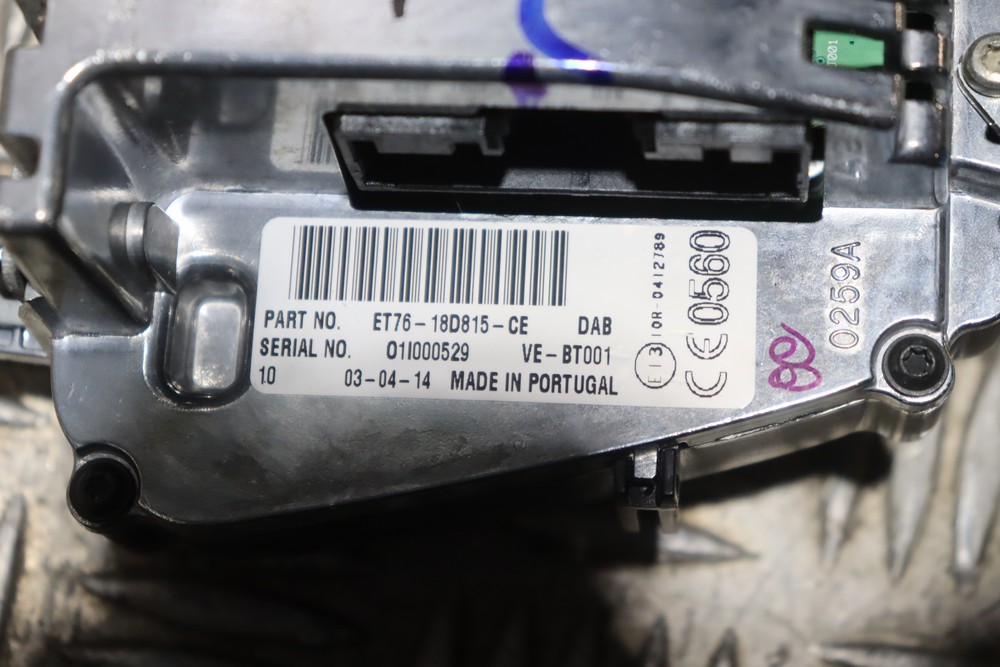 PART NO. ET76-18D815-CE DAB
SERIAL NO. 01I000529 VE-BT001
10 03-04-14 MADE IN PORTUGAL
E13
10R-0412789
CE 0560
0259A